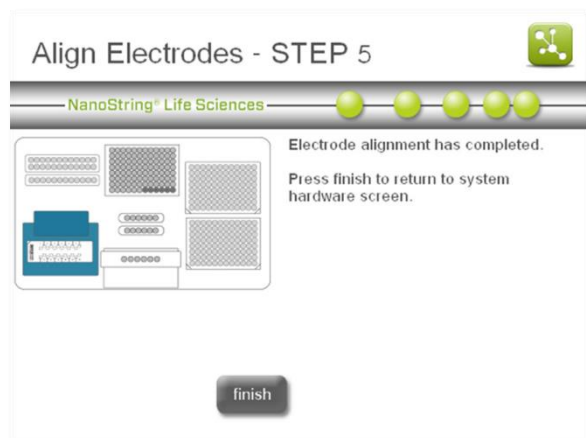 Align Electrodes - STEP 5
NanoString® Life Sciences
Electrode alignment has completed.
Press finish to return to system
hardware screen.
finish